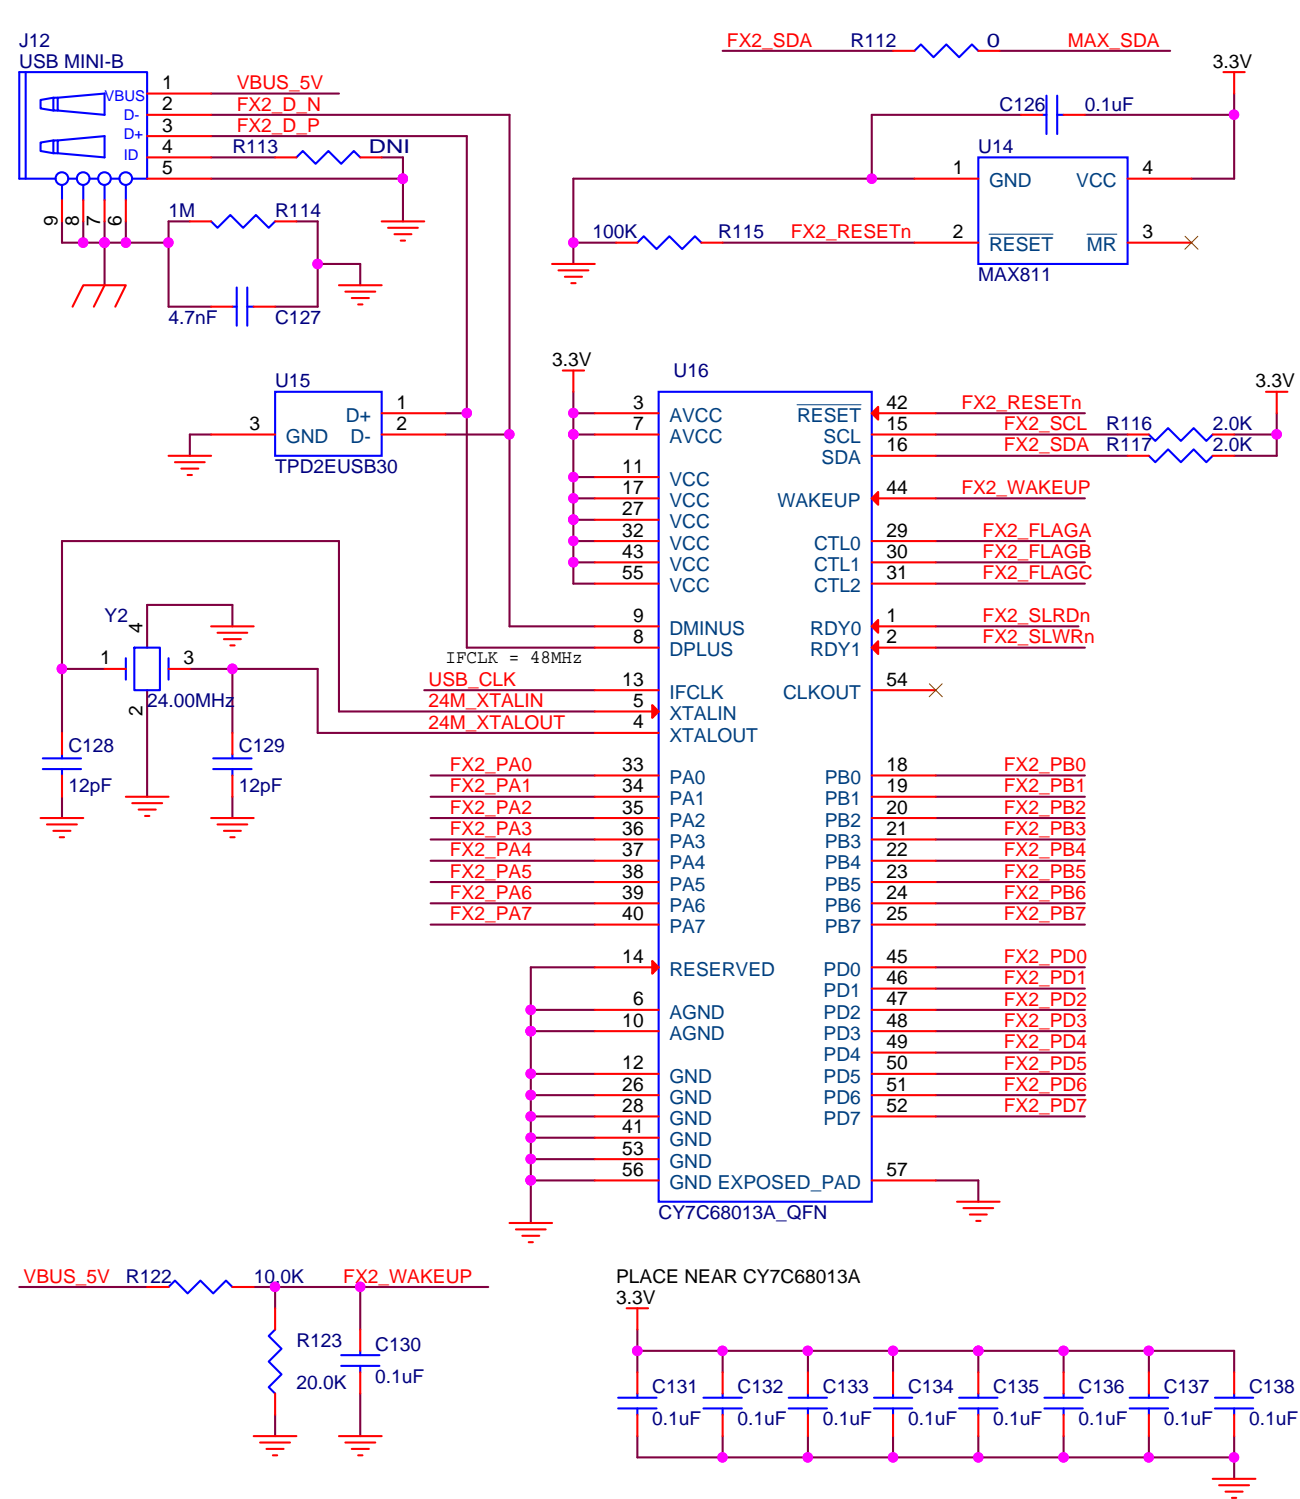 J12
USB MINI-B
VBUS
D-
D+
ID
1
2
3
4
5
VBUS_5V
FX2_D_N
FX2_D_P
R113
DNI
9
8
7
6
1M
R114
4.7nF
C127
FX2_SDA R112 0 MAX_SDA
3.3V
C126 0.1uF
U14
1 GND VCC 4
100K R115 FX2_RESETn 2 RESET MR 3
MAX811
U15
D+ 1
D- 2
3 GND
TPD2EUSB30
Y2
4
1
3
2
24.00MHz
C128
12pF
C129
12pF
3.3V
U16
3 AVCC
7 AVCC
11 VCC
17 VCC
27 VCC
32 VCC
43 VCC
55 VCC
9 DMINUS
8 DPLUS
IFCLK = 48MHz
USB_CLK 13 IFCLK
24M_XTALIN 5 XTALIN
24M_XTALOUT 4 XTALOUT
FX2_PA0 33 PA0
FX2_PA1 34 PA1
FX2_PA2 35 PA2
FX2_PA3 36 PA3
FX2_PA4 37 PA4
FX2_PA5 38 PA5
FX2_PA6 39 PA6
FX2_PA7 40 PA7
14 RESERVED
6 AGND
10 AGND
12 GND
26 GND
28 GND
41 GND
53 GND
56 GND
3.3V
RESET 42 FX2_RESETn
SCL 15 FX2_SCL R116 2.0K
SDA 16 FX2_SDA R117 2.0K
WAKEUP 44 FX2_WAKEUP
CTL0 29 FX2_FLAGA
CTL1 30 FX2_FLAGB
CTL2 31 FX2_FLAGC
RDY0 1 FX2_SLRDn
RDY1 2 FX2_SLWRn
CLKOUT 54
PB0 18 FX2_PB0
PB1 19 FX2_PB1
PB2 20 FX2_PB2
PB3 21 FX2_PB3
PB4 22 FX2_PB4
PB5 23 FX2_PB5
PB6 24 FX2_PB6
PB7 25 FX2_PB7
PD0 45 FX2_PD0
PD1 46 FX2_PD1
PD2 47 FX2_PD2
PD3 48 FX2_PD3
PD4 49 FX2_PD4
PD5 50 FX2_PD5
PD6 51 FX2_PD6
PD7 52 FX2_PD7
EXPOSED_PAD 57
CY7C68013A_QFN
VBUS_5V R122 10.0K FX2_WAKEUP
R123
20.0K
C130
0.1uF
PLACE NEAR CY7C68013A
3.3V
C131 C132 C133 C134 C135 C136 C137 C138
0.1uF 0.1uF 0.1uF 0.1uF 0.1uF 0.1uF 0.1uF 0.1uF